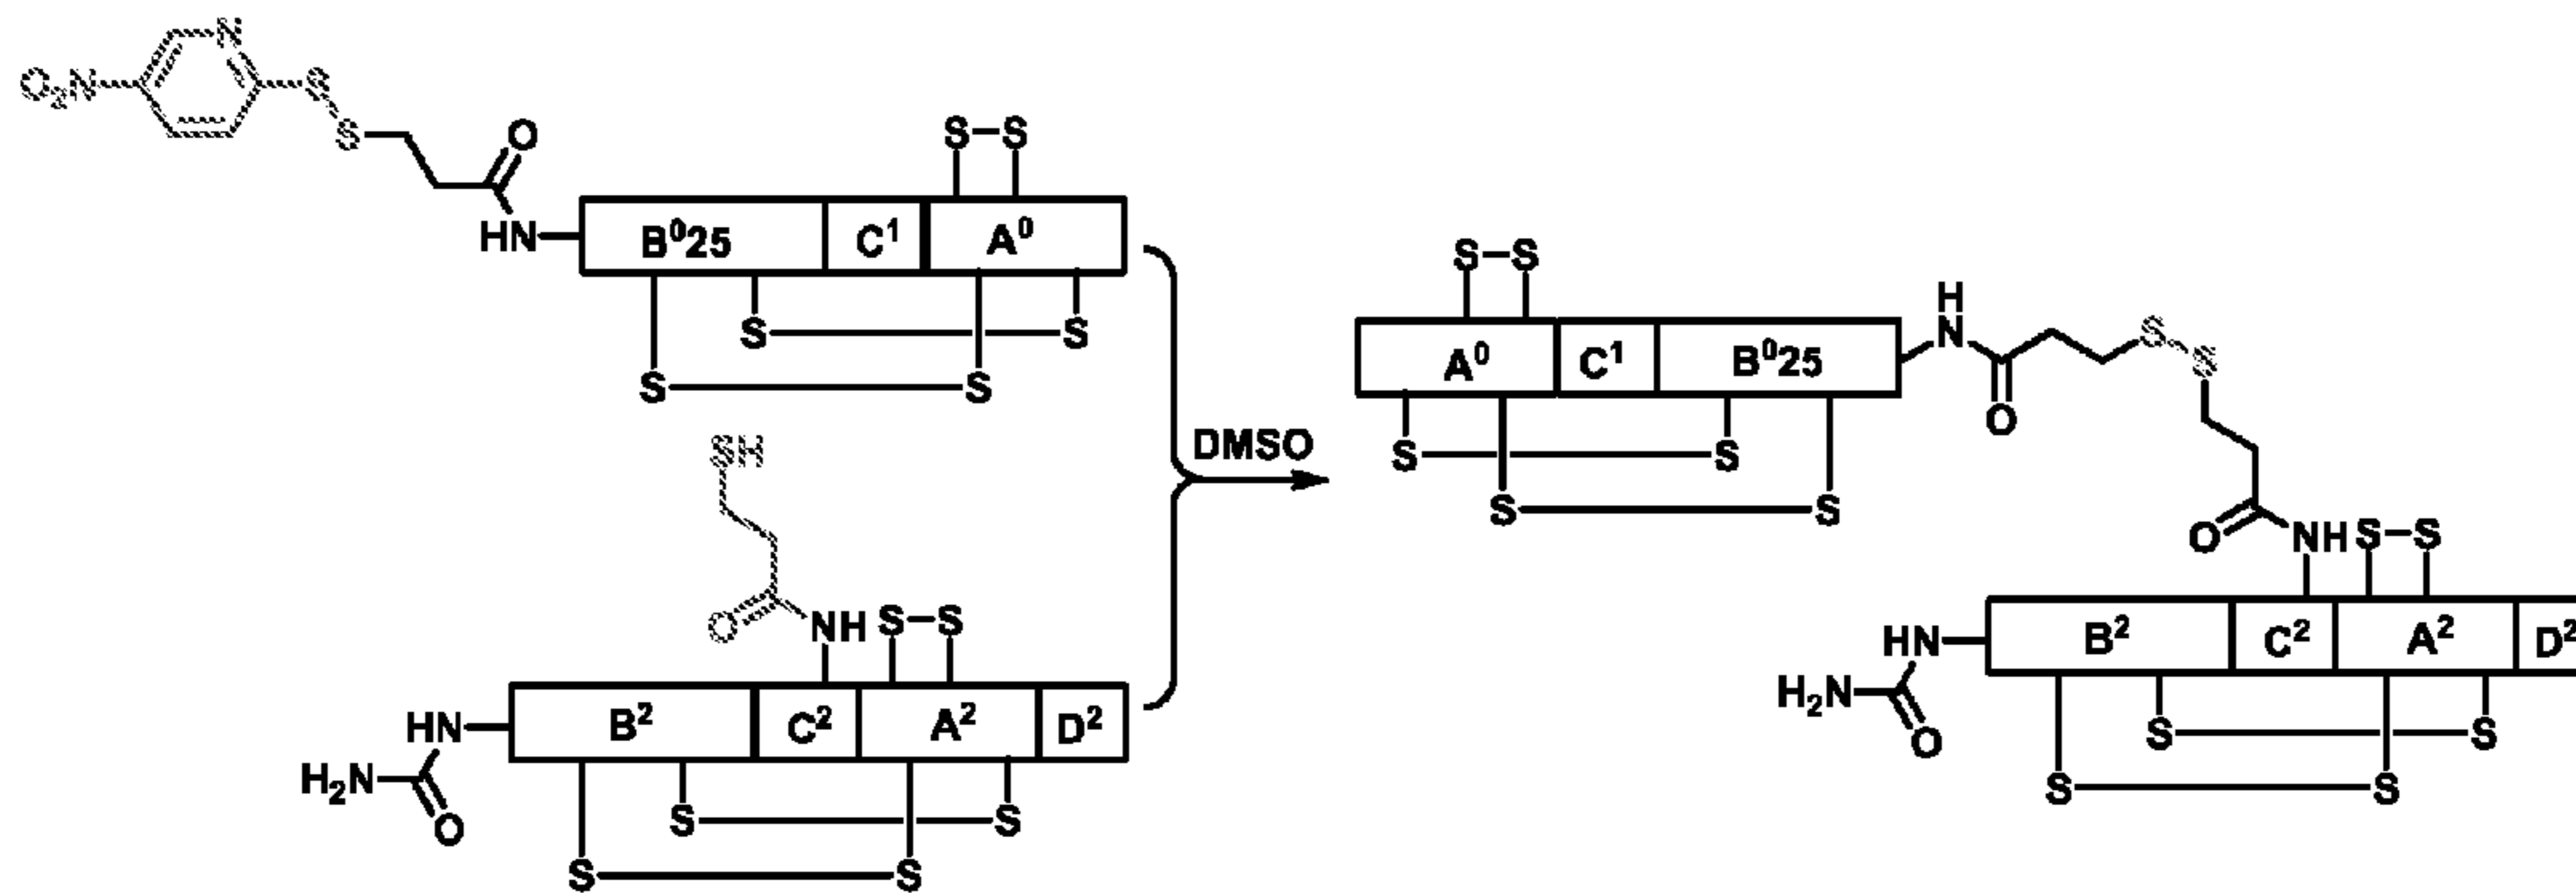 N
O₂N
S
S
O
S–S
HN
B⁰25 C¹ A⁰
S S
S S
SH
O
NH S–S
HN
B² C² A² D²
H₂N
O
S S
S S
DMSO
S–S
H
N
S
S
A⁰ C¹ B⁰25
O
S S
S S
O
NH S–S
HN
B² C² A² D²
H₂N
O
S S
S S